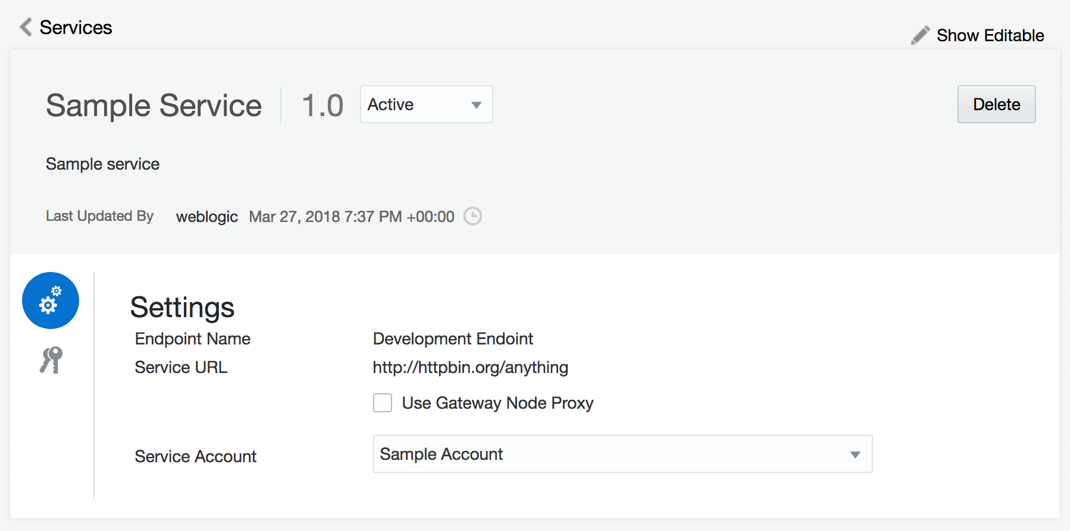 Services
Show Editable
Sample Service 1.0 Active
Delete
Sample service
Last Updated By weblogic Mar 27, 2018 7:37 PM +00:00
Settings
Endpoint Name Development Endoint
Service URL http://httpbin.org/anything
Use Gateway Node Proxy
Service Account Sample Account